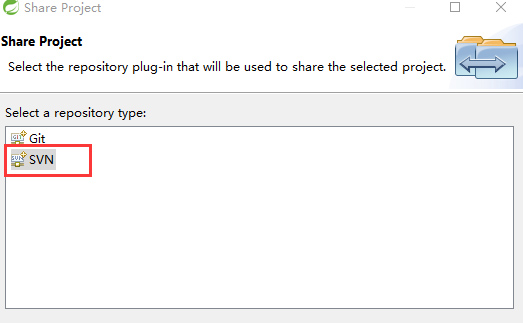 Share Project
Share Project
Select the repository plug-in that will be used to share the selected project.
Select a repository type:
Git
SVN